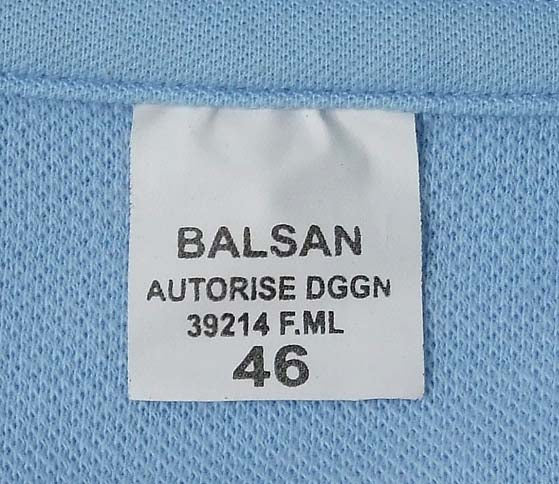 BALSAN
AUTORISE DGGN
39214 F.ML
46